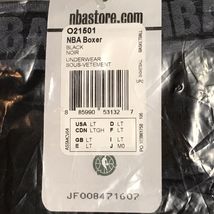 nbastore.com
O21501
NBA Boxer
BLACK
NOIR
UNDERWEAR
SOUS-VETEMENT
8 85990 53132 7
USA LT D LT
CDN LTGH F LT
GB LT I LT
E LT J MO
JF008471607